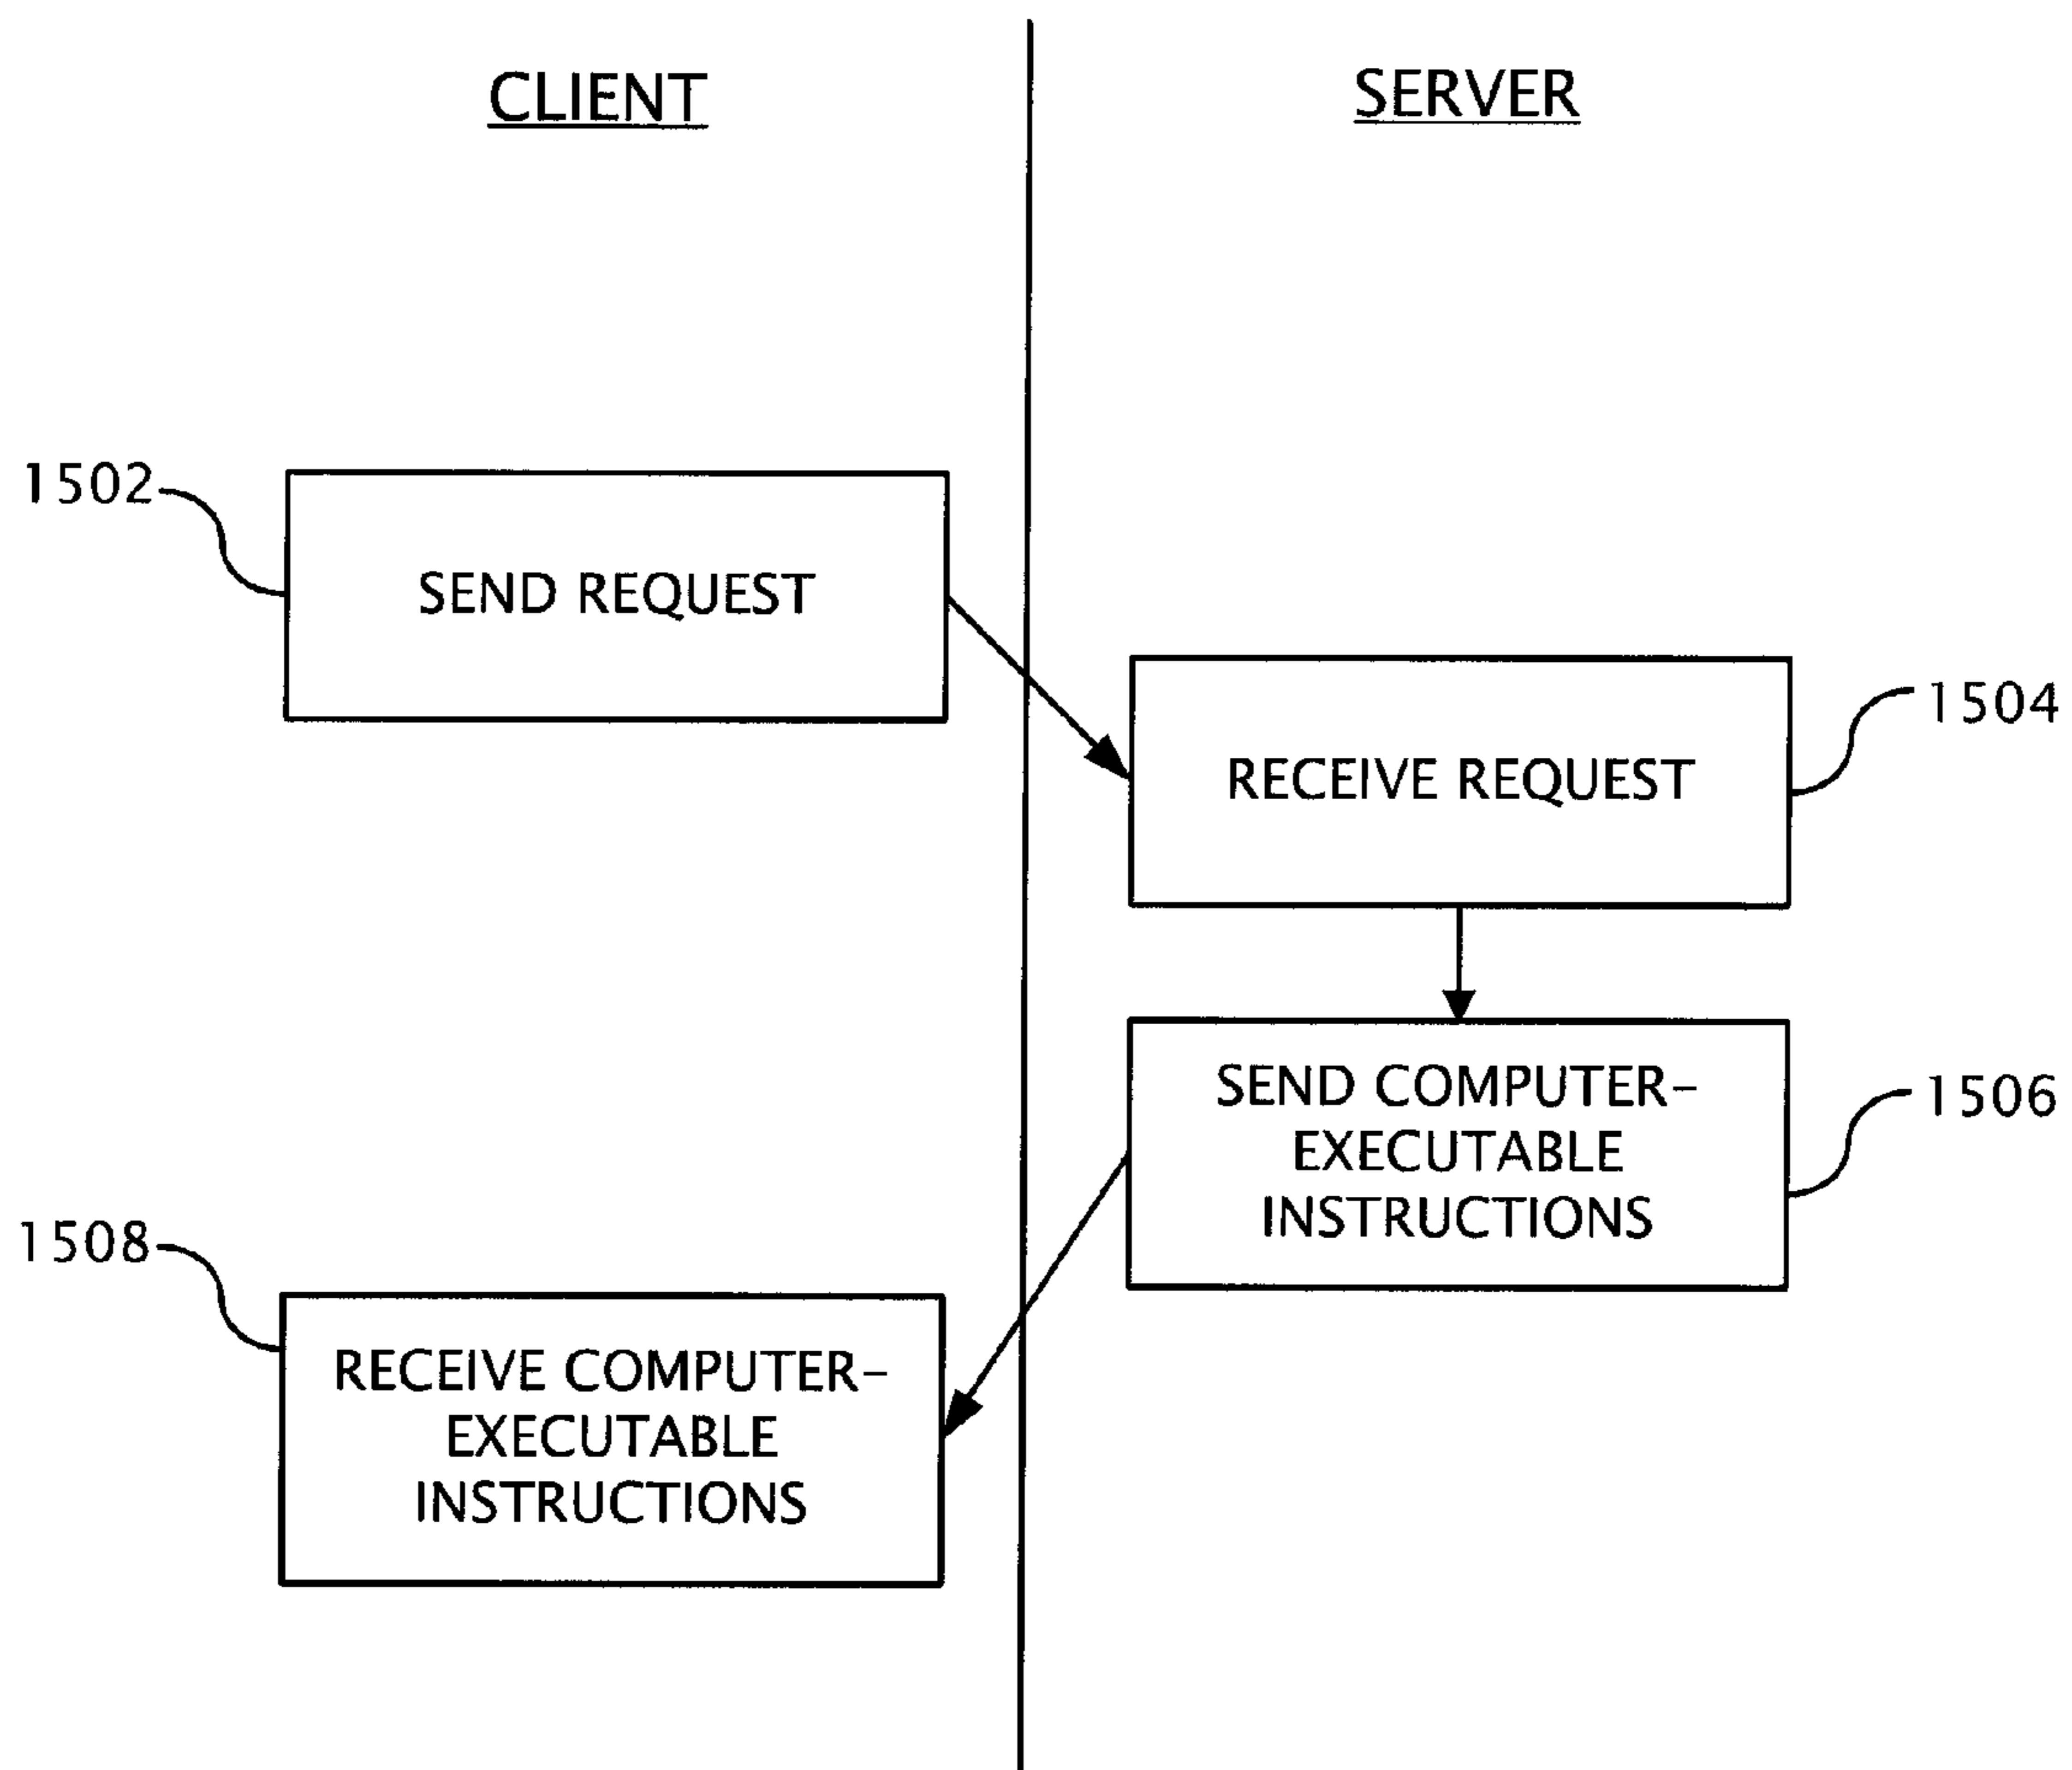 CLIENT
SERVER
1502
SEND REQUEST
1504
RECEIVE REQUEST
SEND COMPUTER-
EXECUTABLE
INSTRUCTIONS
1506
1508
RECEIVE COMPUTER-
EXECUTABLE
INSTRUCTIONS